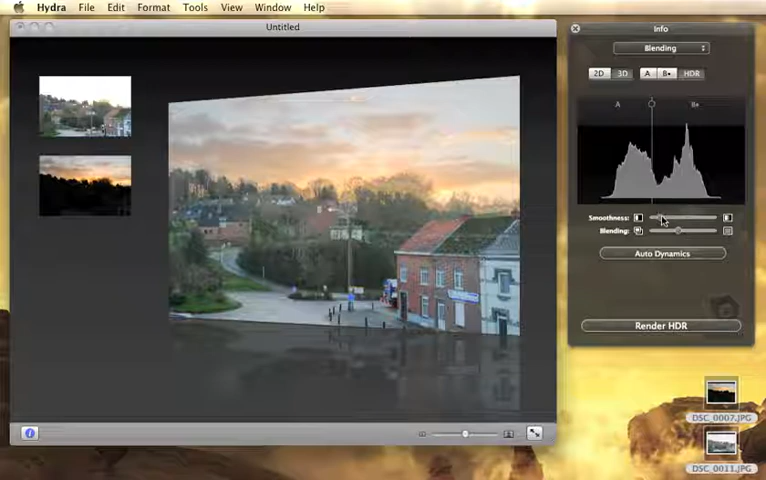 Hydra File Edit Format Tools View Window Help
Untitled
Info
Blending
2D 3D A B• HDR
A B•
Smoothness:
Blending:
Auto Dynamics
Render HDR
DSC_0007.JPG
DSC_0011.JPG